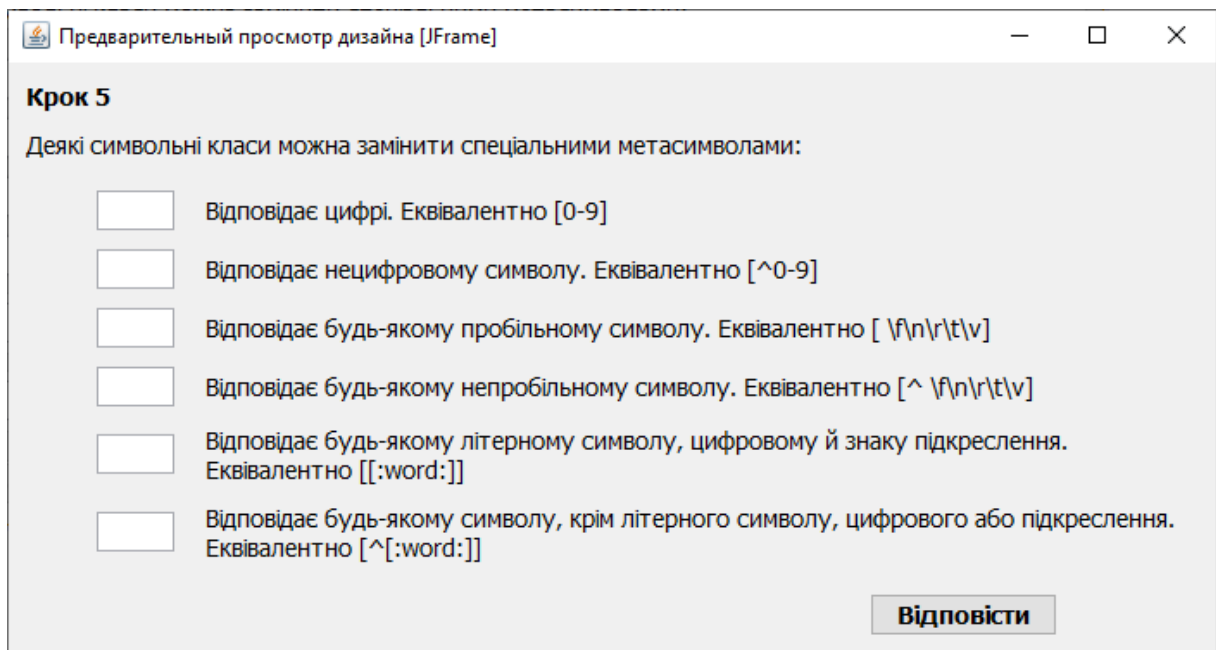 Предварительный просмотр дизайна [JFrame]
Крок 5
Деякі символьні класи можна замінити спеціальними метасимволами:
Відповідає цифрі. Еквівалентно [0-9]
Відповідає нецифровому символу. Еквівалентно [^0-9]
Відповідає будь-якому пробільному символу. Еквівалентно [ \f\n\r\t\v]
Відповідає будь-якому непробільному символу. Еквівалентно [^ \f\n\r\t\v]
Відповідає будь-якому літерному символу, цифровому й знаку підкреслення.
Еквівалентно [[:word:]]
Відповідає будь-якому символу, крім літерного символу, цифрового або підкреслення.
Еквівалентно [^[:word:]]
Відповісти